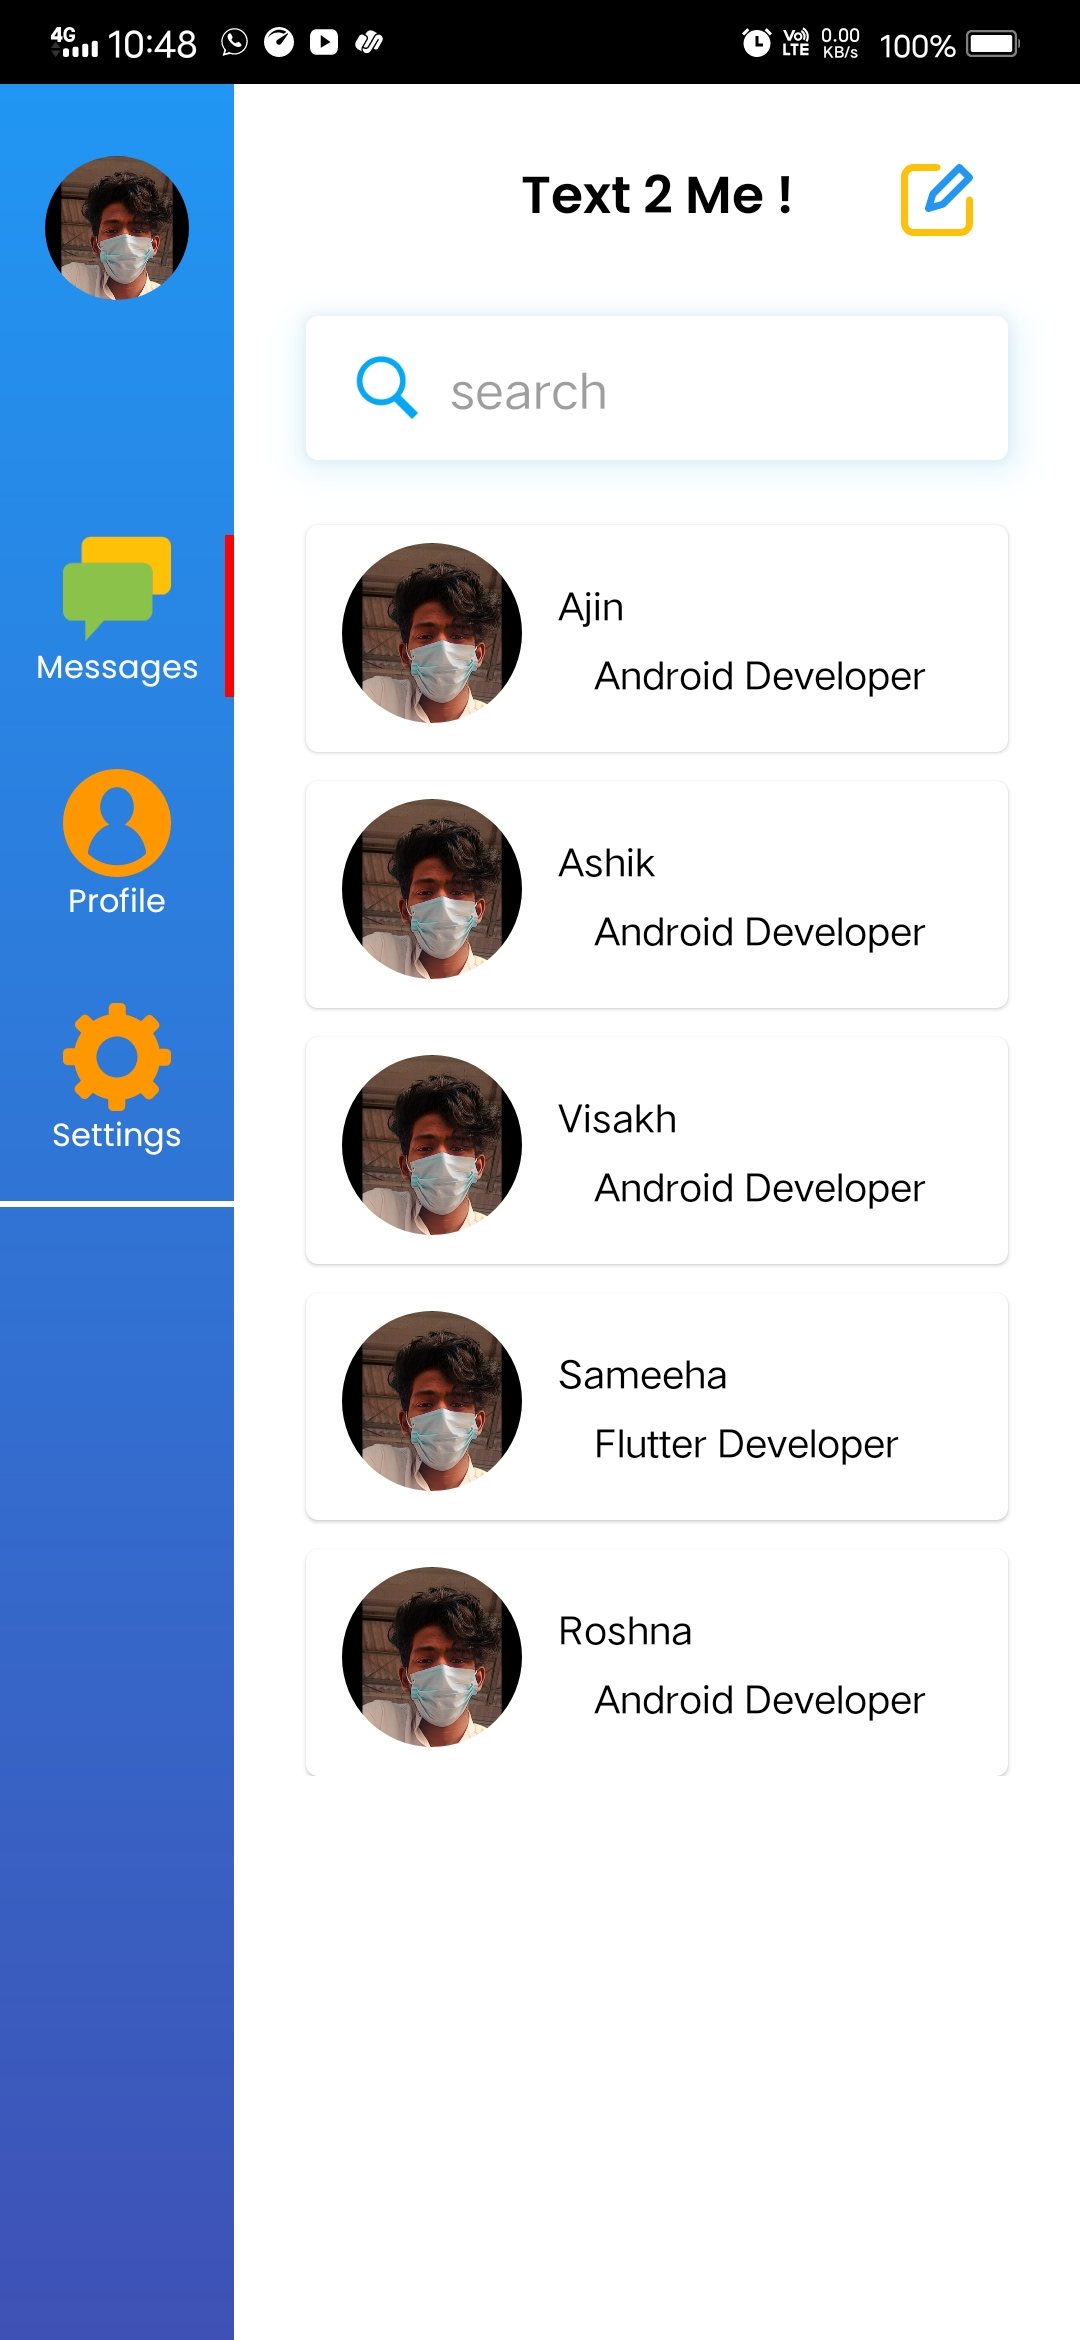 4G 10:48 Vo) LTE 0.00 KB/s 100%
Text 2 Me !
search
Messages
Profile
Settings
Ajin
Android Developer
Ashik
Android Developer
Visakh
Android Developer
Sameeha
Flutter Developer
Roshna
Android Developer